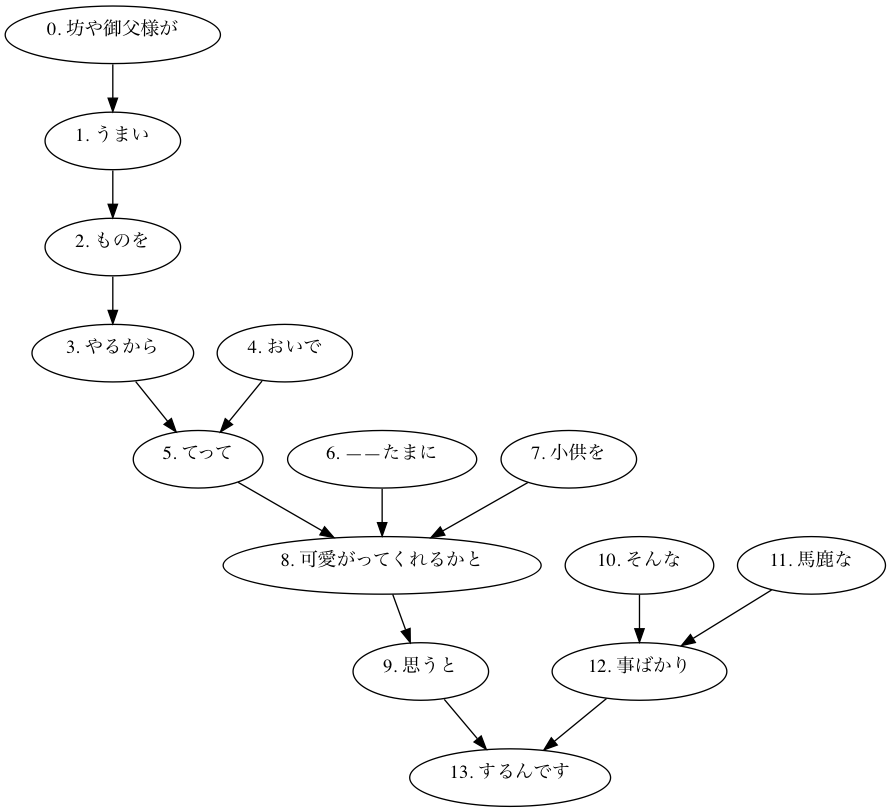 0. 坊や御父様が
1. うまい
2. ものを
3. やるから
4. おいで
5. てって
6. ——たまに
7. 小供を
8. 可愛がってくれるかと
9. 思うと
10. そんな
11. 馬鹿な
12. 事ばかり
13. するんです